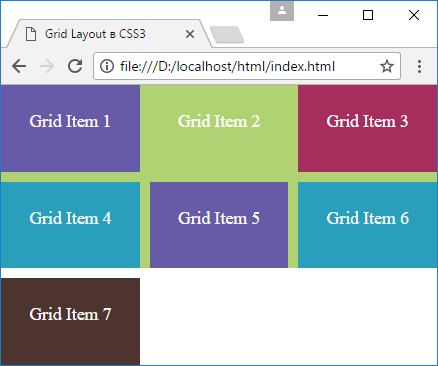 Grid Layout в CSS3
file:///D:/localhost/html/index.html
Grid Item 1
Grid Item 2
Grid Item 3
Grid Item 4
Grid Item 5
Grid Item 6
Grid Item 7